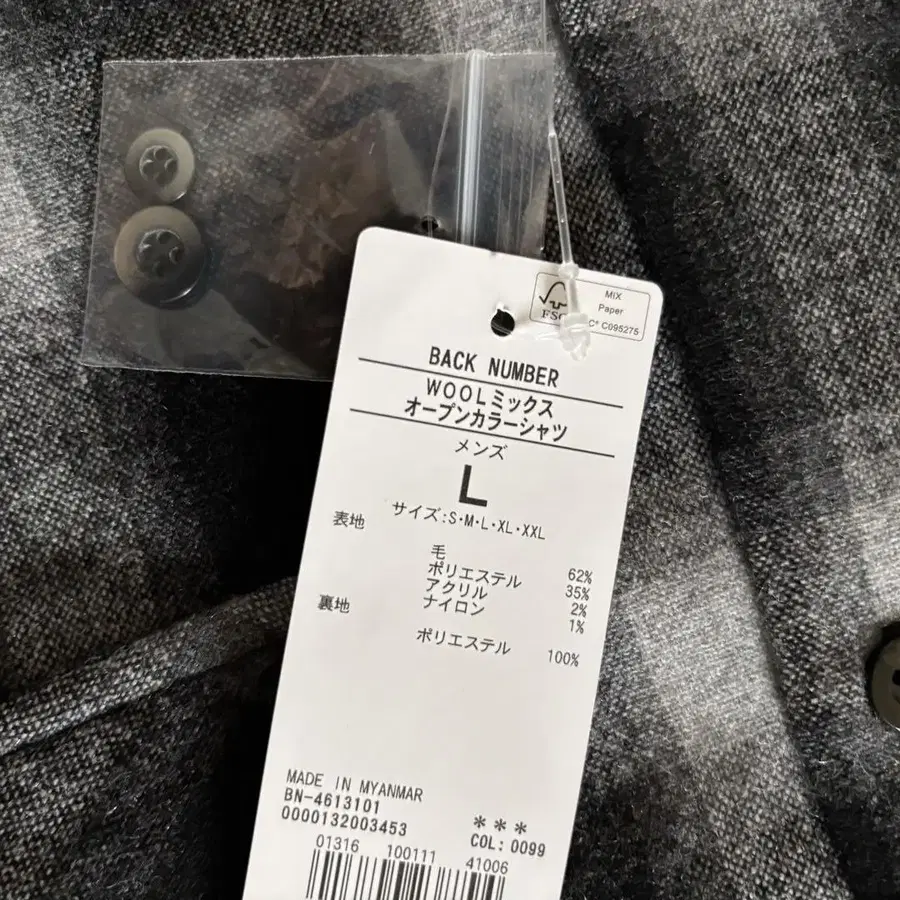 MIX
Paper
FSC
C® C095275
BACK NUMBER
WOOLミックス
オープンカラーシャツ
メンズ
L
サイズ:S・M・L・XL・XXL
表地
毛 62%
ポリエステル 35%
アクリル 2%
ナイロン 1%
裏地
ポリエステル 100%
MADE IN MYANMAR
BN-4613101
0000132003453
***
COL: 0099
01316 100111 41006